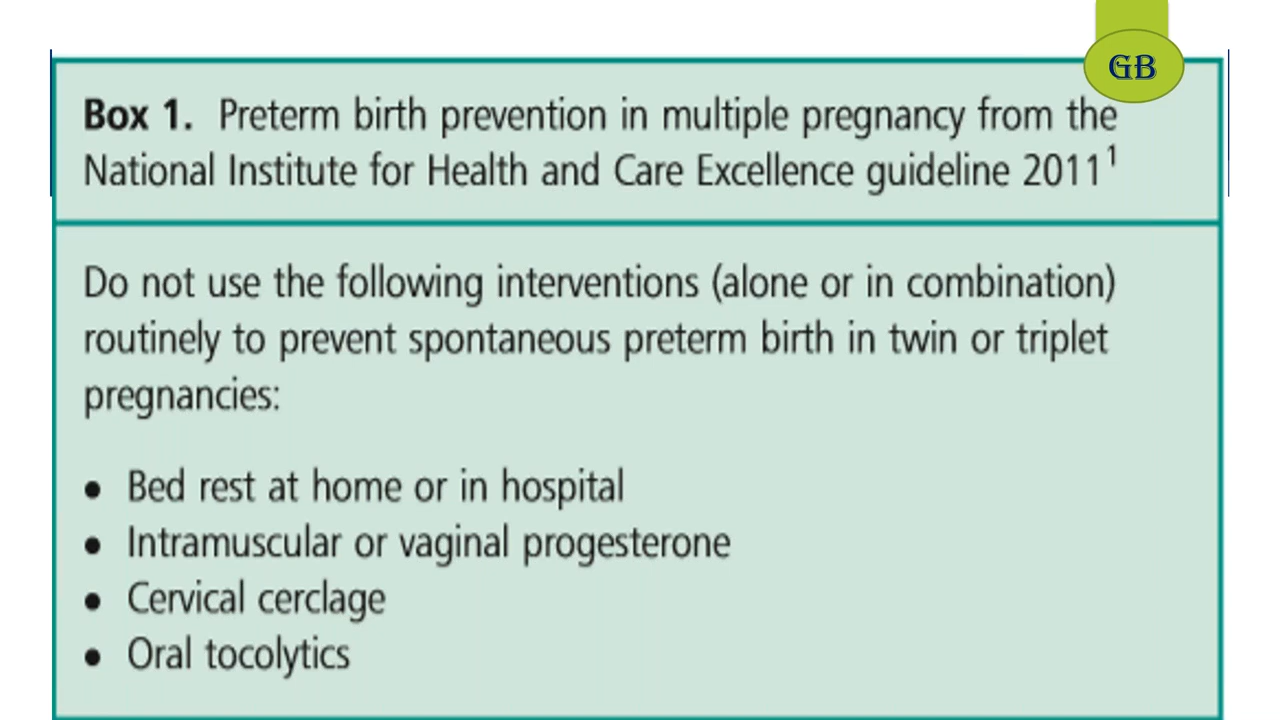 GB
Box 1. Preterm birth prevention in multiple pregnancy from the
National Institute for Health and Care Excellence guideline 2011¹
Do not use the following interventions (alone or in combination)
routinely to prevent spontaneous preterm birth in twin or triplet
pregnancies:
• Bed rest at home or in hospital
• Intramuscular or vaginal progesterone
• Cervical cerclage
• Oral tocolytics